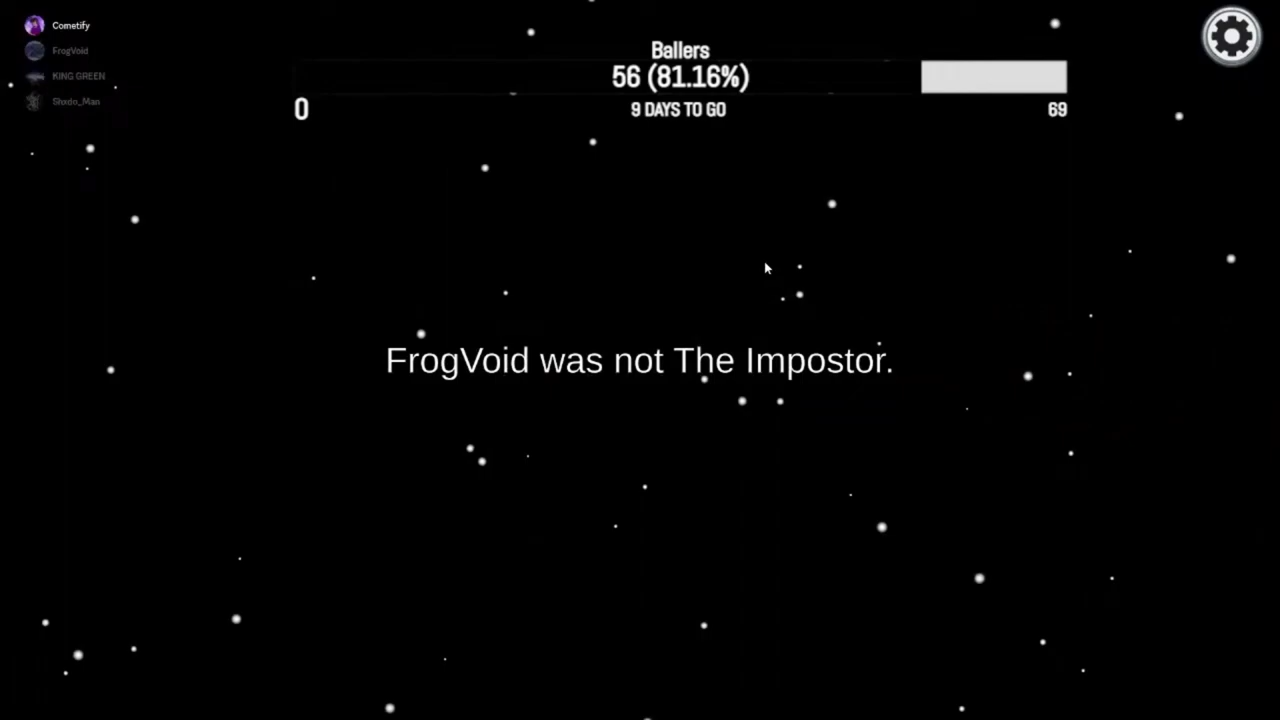 Cometify
FrogVoid
KING GREEN
Shado_Man
Ballers
56 (81.16%)
0
9 DAYS TO GO
69
FrogVoid was not The Impostor.